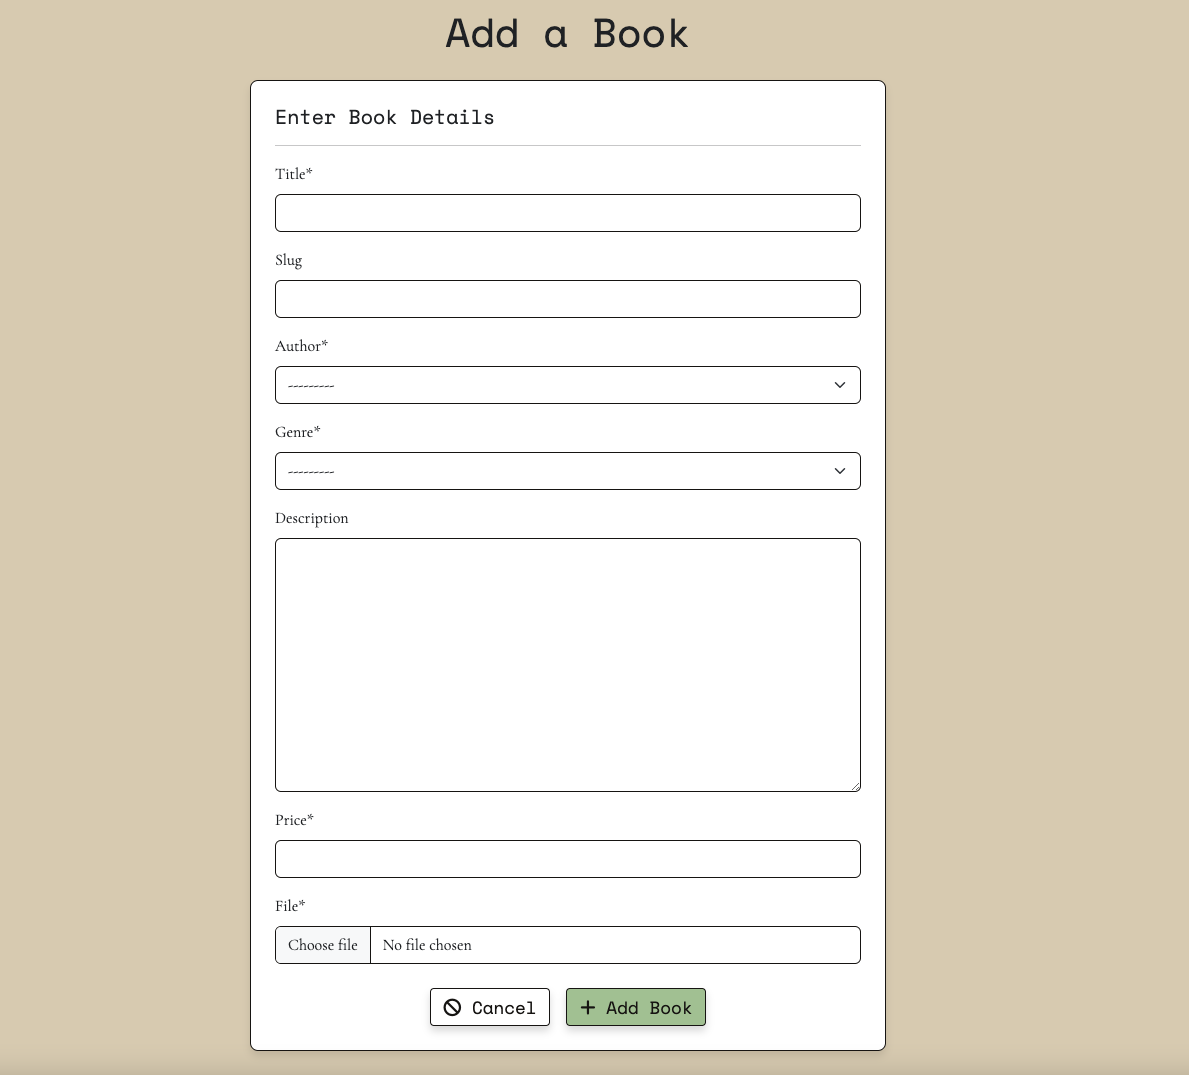 Add a Book
Enter Book Details
Title*
Slug
Author*
---------
Genre*
---------
Description
Price*
File*
Choose file No file chosen
Cancel + Add Book